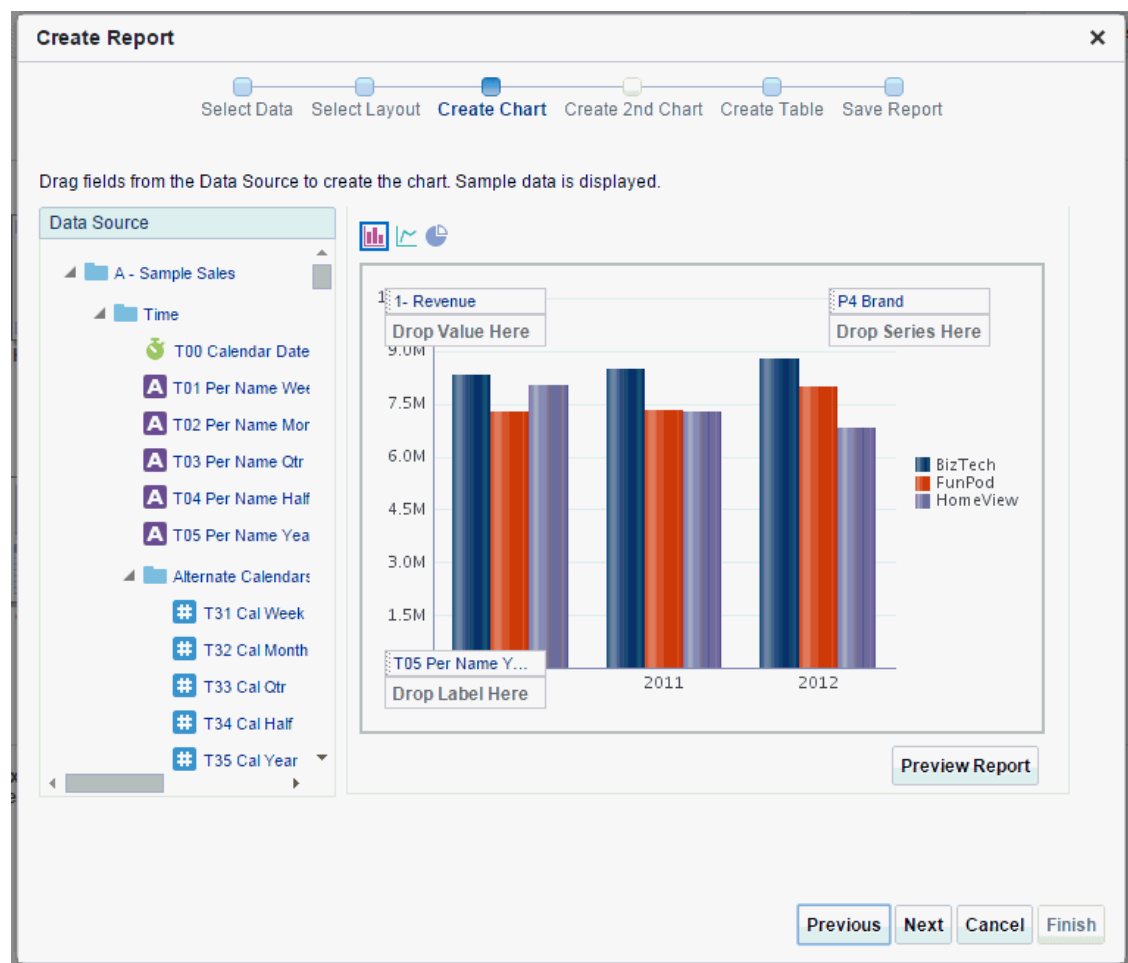 Create Report
Select Data Select Layout Create Chart Create 2nd Chart Create Table Save Report
Drag fields from the Data Source to create the chart. Sample data is displayed.
Data Source
A - Sample Sales
Time
T00 Calendar Date
T01 Per Name Wee
T02 Per Name Mor
T03 Per Name Qtr
T04 Per Name Half
T05 Per Name Yea
Alternate Calendars
T31 Cal Week
T32 Cal Month
T33 Cal Qtr
T34 Cal Half
T35 Cal Year
1- Revenue
Drop Value Here
P4 Brand
Drop Series Here
9.0M
7.5M
6.0M
4.5M
3.0M
1.5M
BizTech
FunPod
HomeView
T05 Per Name Y...
Drop Label Here
2011 2012
Preview Report
Previous Next Cancel Finish